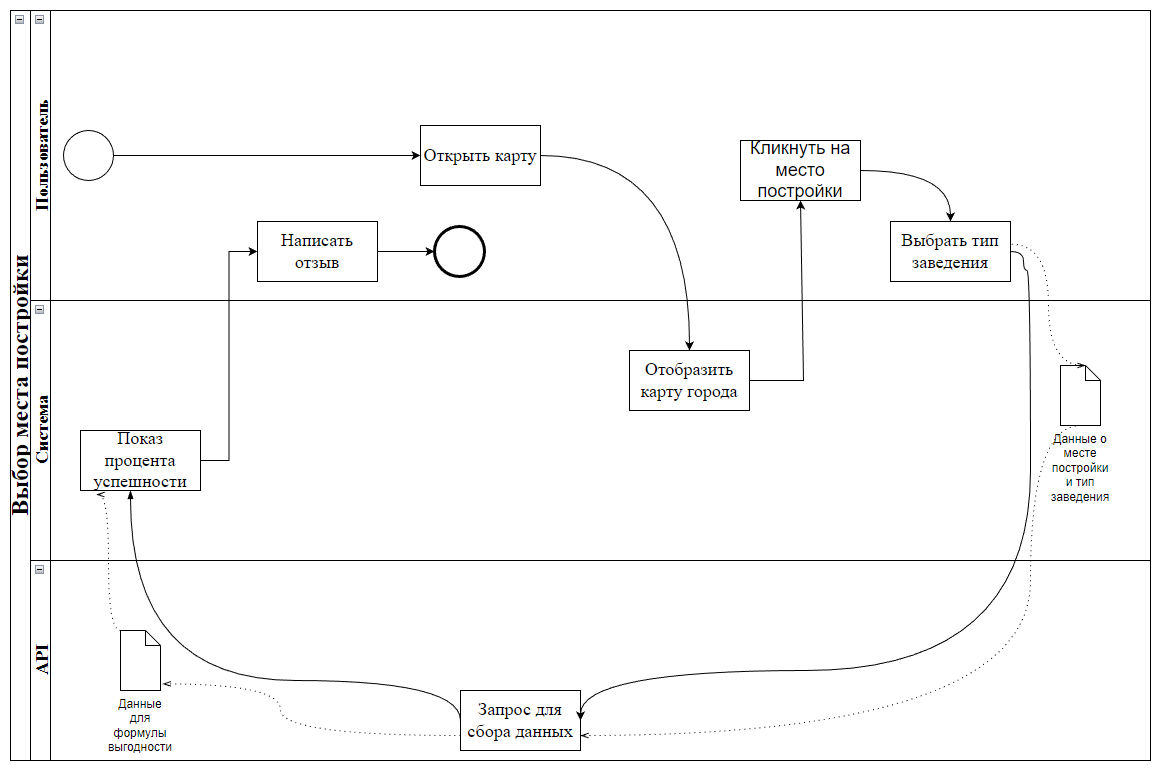 Выбор места постройки
Пользователь
Открыть карту
Кликнуть на
место
постройки
Написать
отзыв
Выбрать тип
заведения
Система
Отобразить
карту города
Показ
процента
успешности
Данные о
месте
постройки
и тип
заведения
API
Данные
для
формулы
выгодности
Запрос для
сбора данных